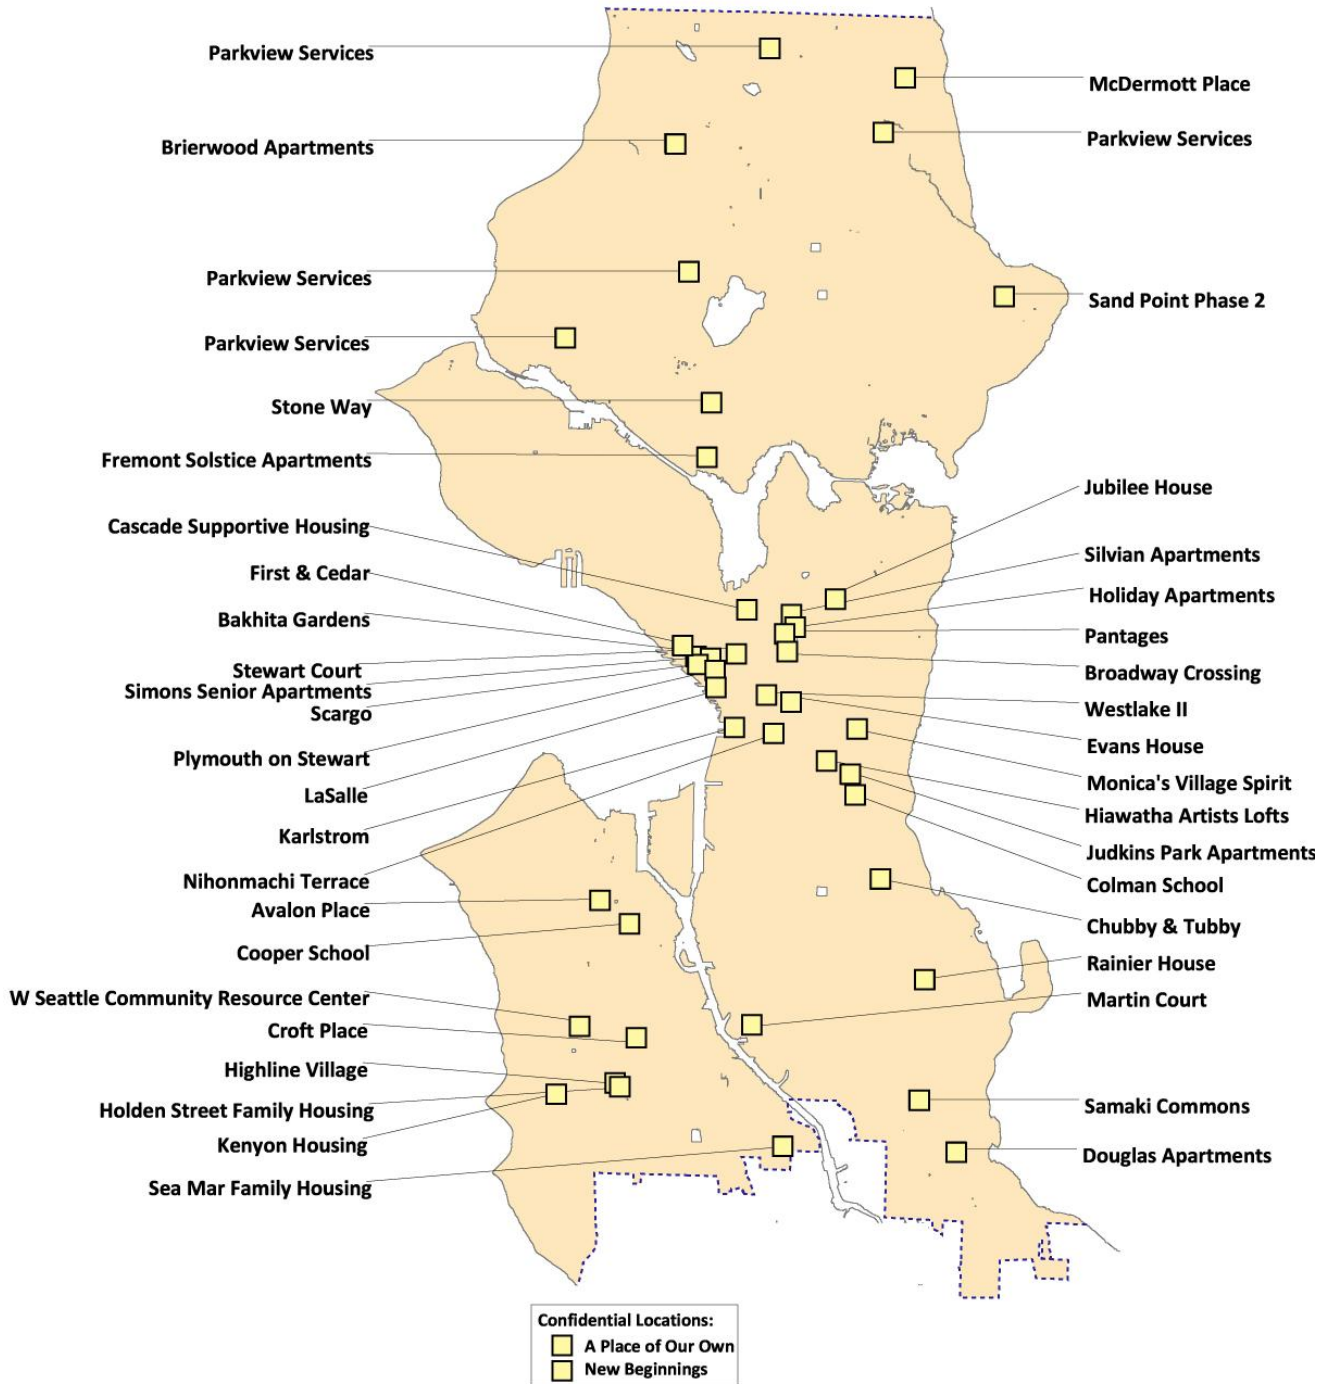 Parkview Services
McDermott Place
Parkview Services
Brierwood Apartments
Parkview Services
Sand Point Phase 2
Parkview Services
Stone Way
Fremont Solstice Apartments
Jubilee House
Cascade Supportive Housing
Silvian Apartments
First & Cedar
Holiday Apartments
Bakhita Gardens
Pantages
Stewart Court
Broadway Crossing
Simons Senior Apartments
Scargo
Westlake II
Evans House
Plymouth on Stewart
Monica's Village Spirit
LaSalle
Hiawatha Artists Lofts
Karlstrom
Judkins Park Apartments
Nihonmachi Terrace
Colman School
Avalon Place
Chubby & Tubby
Cooper School
Rainier House
W Seattle Community Resource Center
Martin Court
Croft Place
Highline Village
Holden Street Family Housing
Samaki Commons
Kenyon Housing
Douglas Apartments
Sea Mar Family Housing
Confidential Locations:
A Place of Our Own
New Beginnings